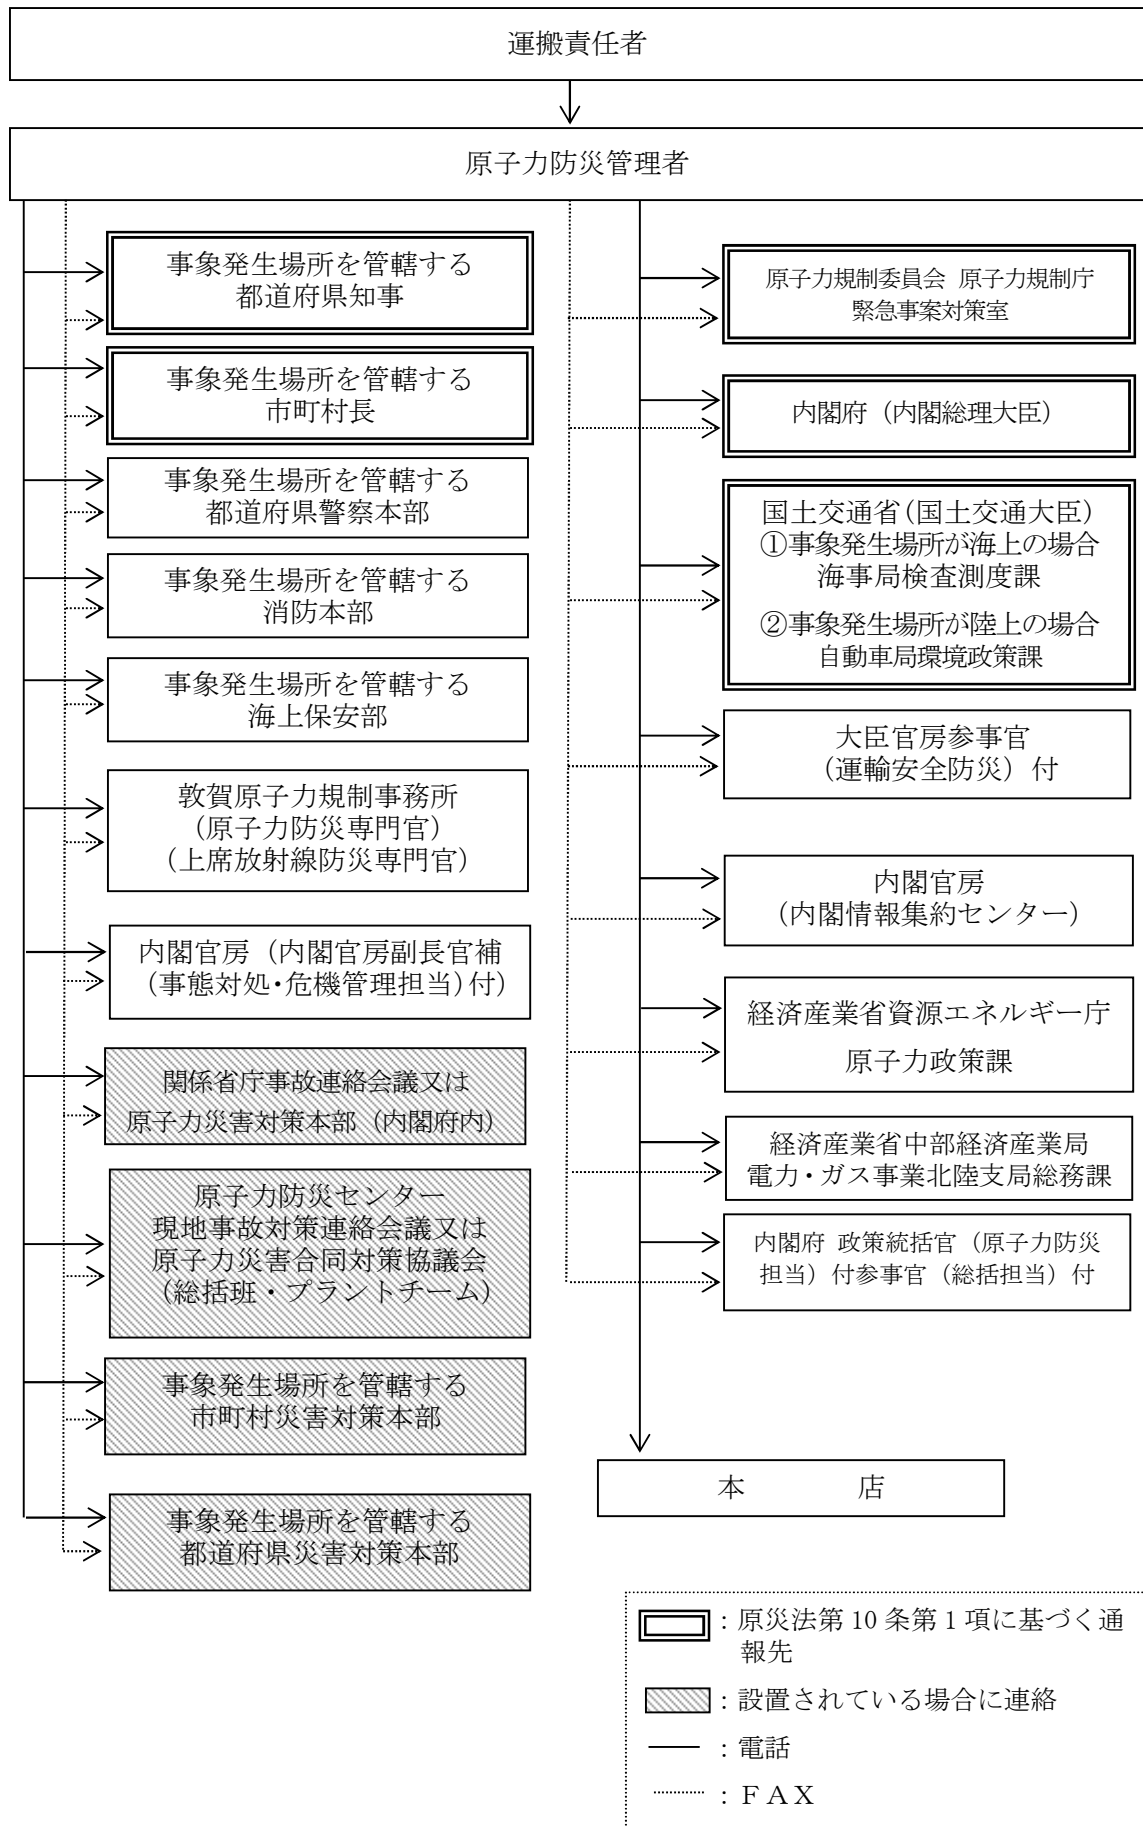 運搬責任者
原子力防災管理者
事象発生場所を管轄する
都道府県知事
事象発生場所を管轄する
市町村長
事象発生場所を管轄する
都道府県警察本部
事象発生場所を管轄する
消防本部
事象発生場所を管轄する
海上保安部
敦賀原子力規制事務所
(原子力防災専門官)
(上席放射線防災専門官)
内閣官房(内閣官房副長官補
(事態対処・危機管理担当)付)
関係省庁事故連絡会議又は
原子力災害対策本部(内閣府内)
原子力防災センター
現地事故対策連絡会議又は
原子力災害合同対策協議会
(総括班・プラントチーム)
事象発生場所を管轄する
市町村災害対策本部
事象発生場所を管轄する
都道府県災害対策本部
原子力規制委員会 原子力規制庁
緊急事案対策室
内閣府(内閣総理大臣)
国土交通省(国土交通大臣)
①事象発生場所が海上の場合
海事局検査測度課
②事象発生場所が陸上の場合
自動車局環境政策課
大臣官房参事官
(運輸安全防災)付
内閣官房
(内閣情報集約センター)
経済産業省資源エネルギー庁
原子力政策課
経済産業省中部経済産業局
電力・ガス事業北陸支局総務課
内閣府 政策統括官(原子力防災
担当)付参事官(総括担当)付
本 店
:原災法第10条第1項に基づく通
報先
:設置されている場合に連絡
:電話
:FAX